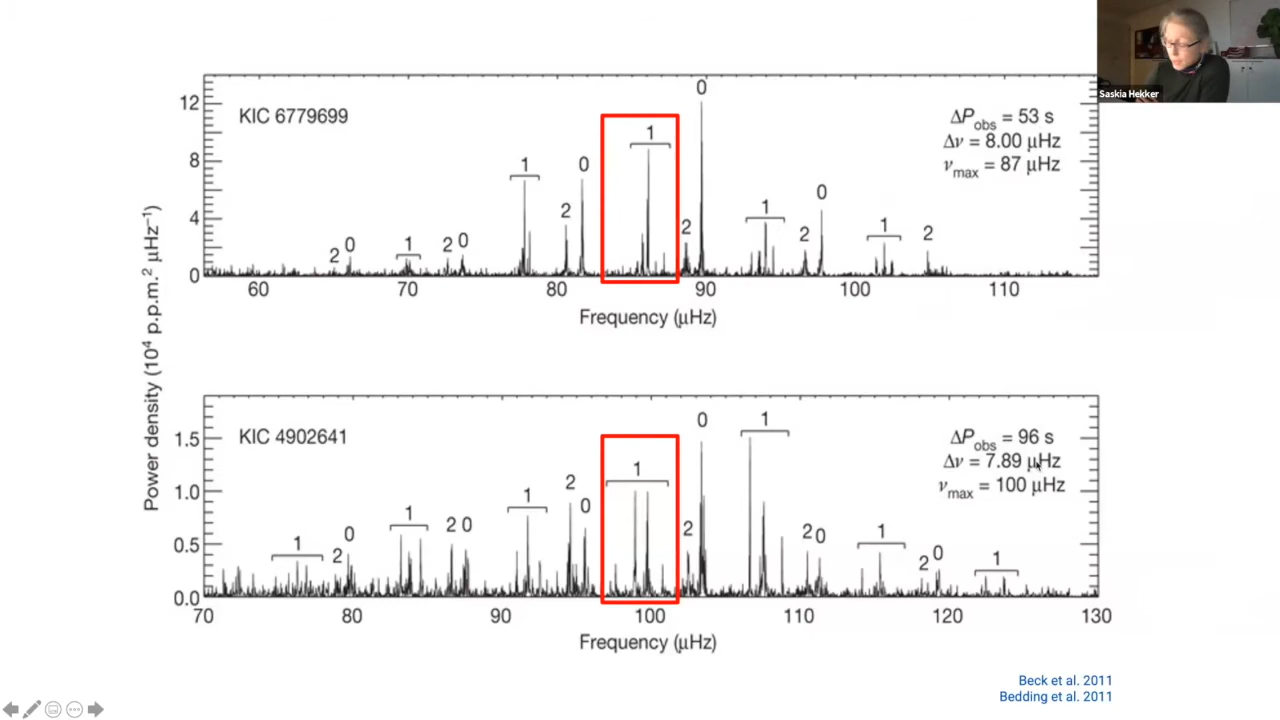 Saskia Hekker
KIC 6779699
ΔP_obs = 53 s
Δν = 8.00 μHz
ν_max = 87 μHz
0
1 0 1 2 0
2 0 1 2 0 1 2 0 1 2 0 1 2
12
8
4
0
60 70 80 90 100 110
Frequency (μHz)
Power density (10⁴ p.p.m.² μHz⁻¹)
KIC 4902641
ΔP_obs = 96 s
Δν = 7.89 μHz
ν_max = 100 μHz
1 2 0 1 2 0 1 2 0 1 2 0 1 2 0 1 2 0 1
1.5
1.0
0.5
0.0
70 80 90 100 110 120 130
Frequency (μHz)
Beck et al. 2011
Bedding et al. 2011